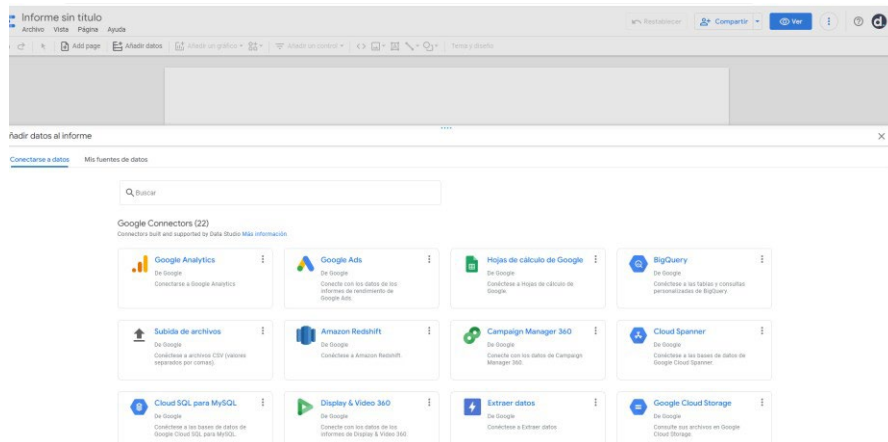 Informe sin título
Archivo Vista Página Ayuda
Restablecer
Compartir
Ver
Add page Añadir datos Añadir un gráfico Añadir un control Tema y diseño
ñadir datos al informe
Conectarse a datos Mis fuentes de datos
Buscar
Google Connectors (22)
Connectors built and supported by Data Studio Más información
Google Analytics
De Google
Conectarse a Google Analytics
Google Ads
De Google
Conecte con los datos de los
informes de rendimiento de
Google Ads.
Hojas de cálculo de Google
De Google
Conéctese a Hojas de cálculo de
Google.
BigQuery
De Google
Conéctese a las tablas y consultas
personalizadas de BigQuery.
Subida de archivos
De Google
Conéctese a archivos CSV (valores
separados por comas).
Amazon Redshift
De Google
Conéctese a Amazon Redshift.
Campaign Manager 360
De Google
Conecte con los datos de Campaign
Manager 360.
Cloud Spanner
De Google
Conéctese a las bases de datos de
Google Cloud Spanner.
Cloud SQL para MySQL
De Google
Conéctese a las bases de datos de
Google Cloud SQL para MySQL.
Display & Video 360
De Google
Conecte con los datos de los
informes de Display & Video 360.
Extraer datos
De Google
Conéctese a Extraer datos
Google Cloud Storage
De Google
Consulte sus archivos en Google
Cloud Storage.